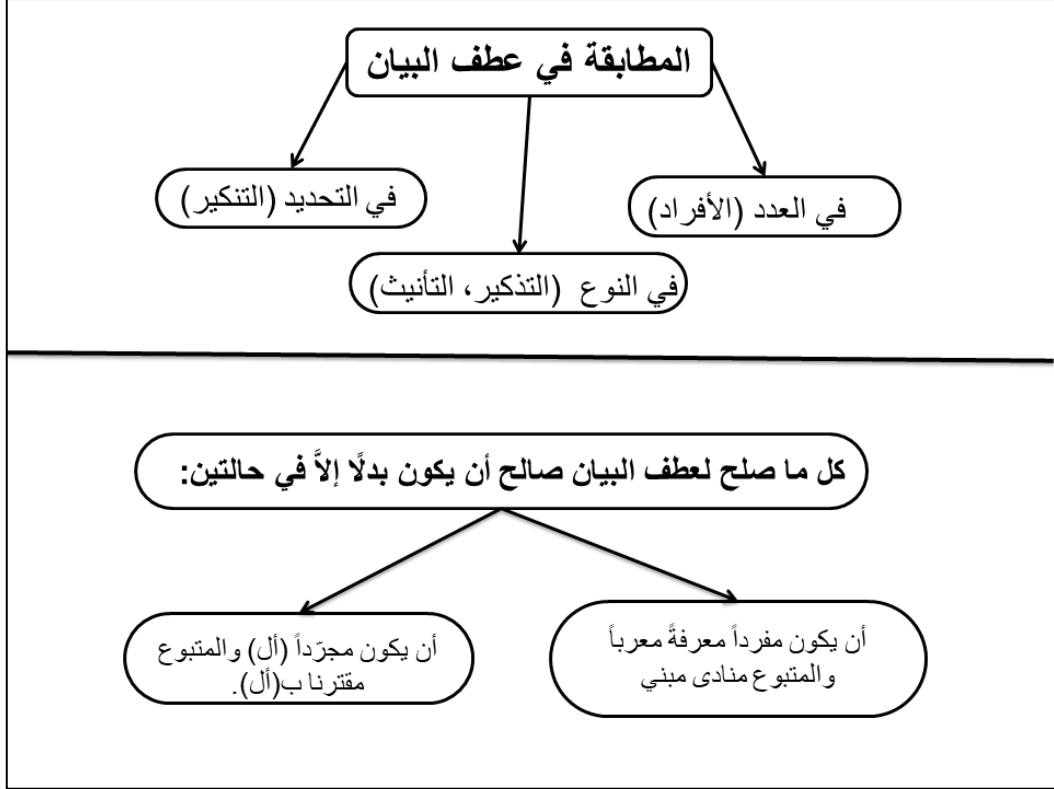 المطابقة في عطف البيان
في العدد (الأفراد)
في التحديد (التنكير)
في النوع (التذكير، التأنيث)
كل ما صلح لعطف البيان صالح أن يكون بدلًا إلاَّ في حالتين:
أن يكون مفرداً معرفةً معرباً
والمتبوع منادى مبني
أن يكون مجرّداً (أل) والمتبوع
مقترنا ب(أل).